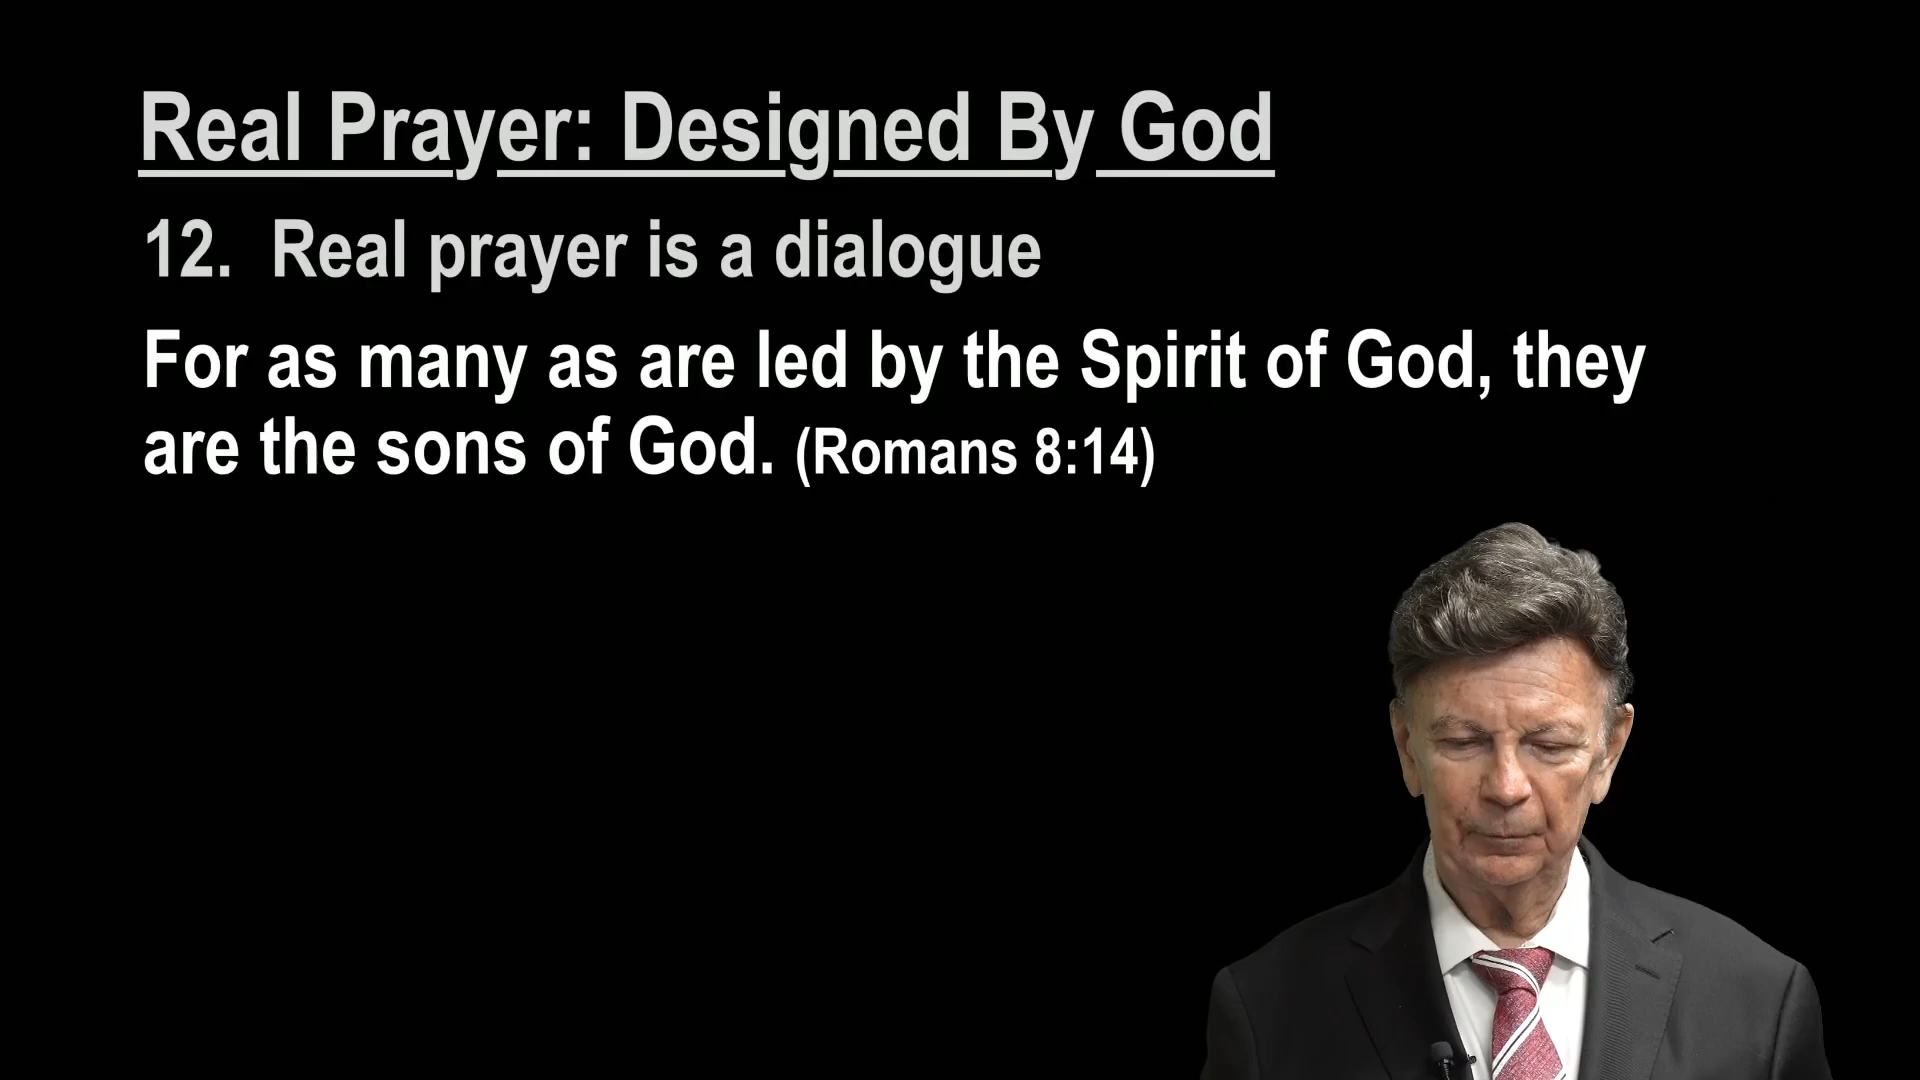 Real Prayer: Designed By God
12. Real prayer is a dialogue
For as many as are led by the Spirit of God, they
are the sons of God. (Romans 8:14)